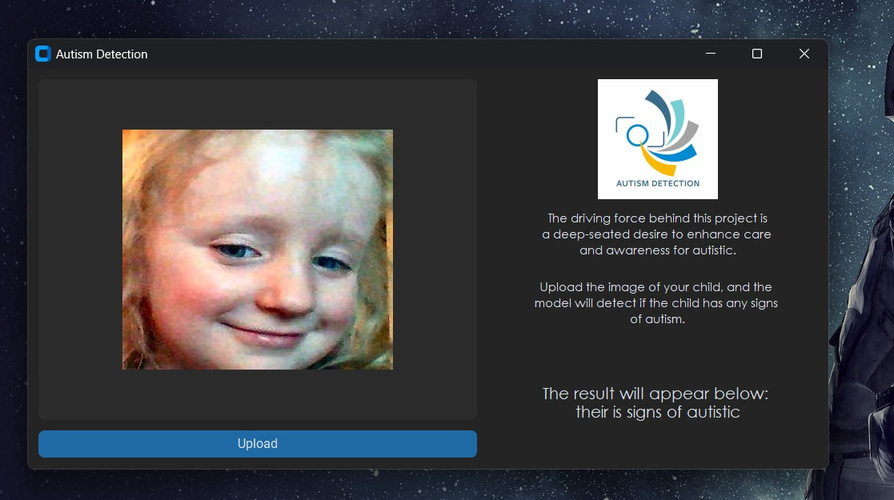 Autism Detection
AUTISM DETECTION
The driving force behind this project is
a deep-seated desire to enhance care
and awareness for autistic.
Upload the image of your child, and the
model will detect if the child has any signs
of autism.
The result will appear below:
their is signs of autistic
Upload